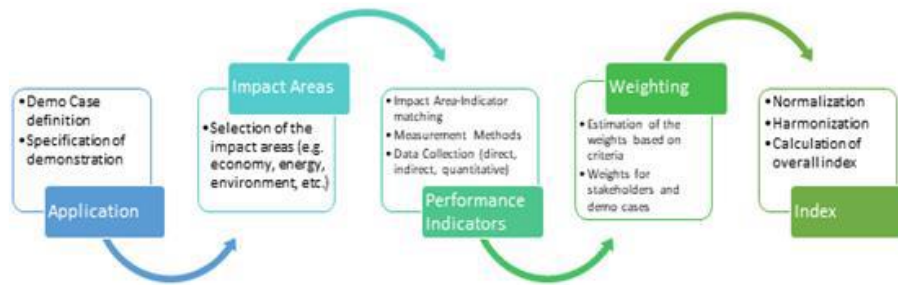 • Demo Case
definition
• Specification of
demonstration
Application
Impact Areas
• Selection of the
impact areas (e.g.
economy, energy,
environment, etc.)
• Impact Area-Indicator
matching
• Measurement Methods
• Data Collection (direct,
indirect, quantitative)
Performance
Indicators
Weighting
• Estimation of the
weights based on
criteria
• Weights for
stakeholders and
demo cases
• Normalization
• Harmonization
• Calculation of
overall index
Index